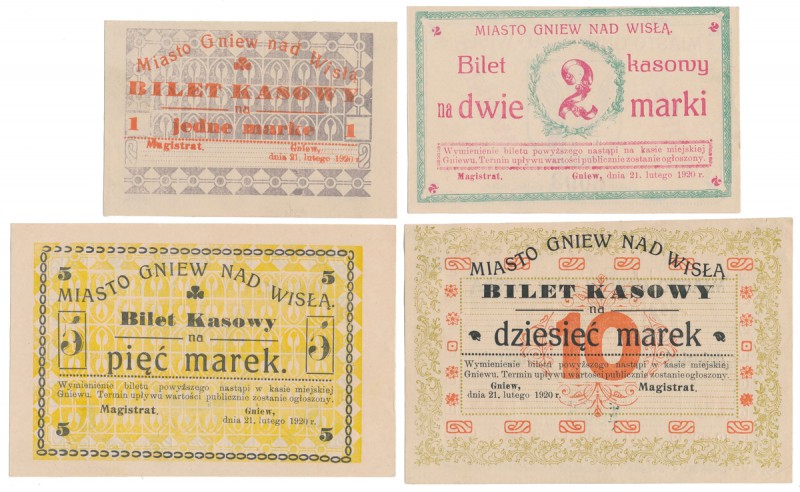 Miasto Gniew nad Wisłą
BILET KASOWY
na
1 jedne marke 1
Magistrat. Gniew,
dnia 21. lutego 1920
2 2
MIASTO GNIEW NAD WISŁĄ.
Bilet 2 kasowy
na dwie marki
Wymienienie biletu powyższego nastąpi w kasie miejskiej
Gniewu. Termin upływu wartości publicznie zostanie ogłoszony.
Magistrat. Gniew, dnia 21. lutego 1920 r.
2 2
5 5
MIASTO GNIEW NAD WISŁĄ.
Bilet Kasowy
na
5 pięć marek. 5
Wymienienie biletu powyższego nastąpi w kasie miejskiej
Gniewu. Termin upływu wartości publicznie zostanie ogłoszony.
Magistrat. Gniew,
dnia 21. lutego 1920 r.
5 5
MIASTO GNIEW NAD WISŁĄ
BILET KASOWY
na
dziesięć marek
10
Wymienienie biletu powyższego nastąpi w kasie miejskiej
Gniewu. Termin upływu wartości publicznie zostanie ogłoszony.
Gniew, Magistrat.
dnia 21. lutego 1920 r.